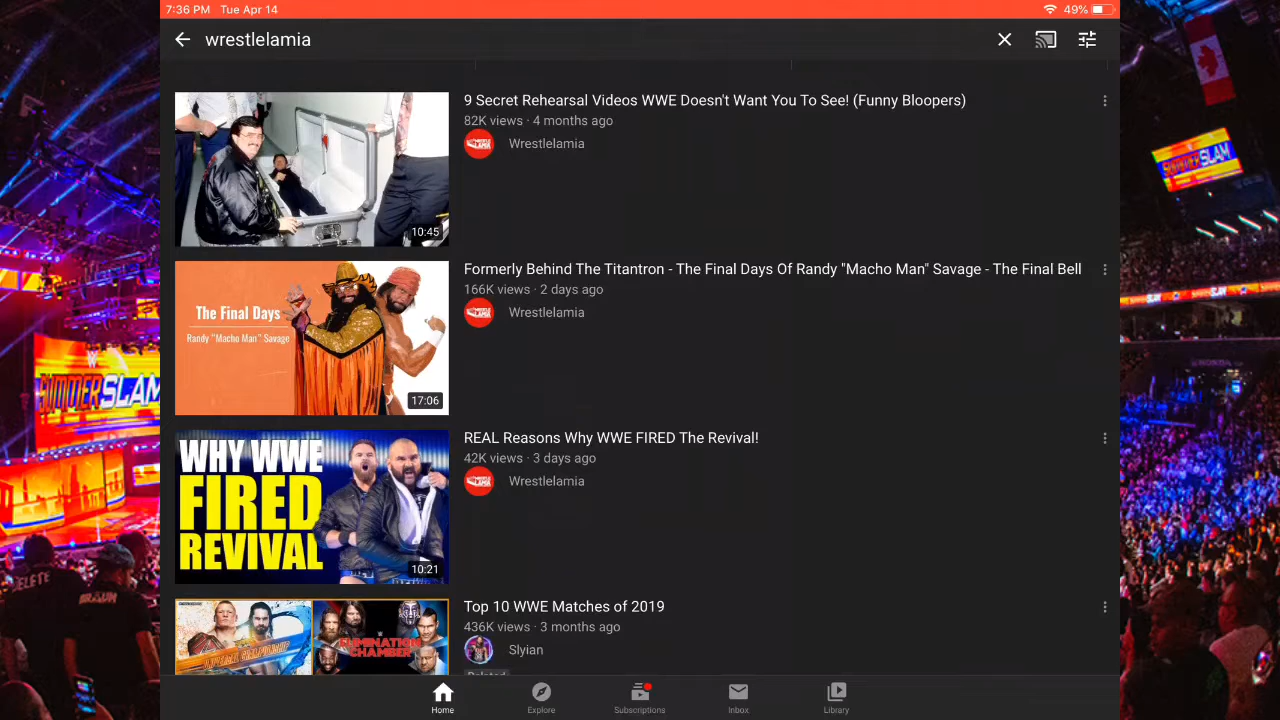 7:36 PM Tue Apr 14
49%
wrestlelamia
9 Secret Rehearsal Videos WWE Doesn't Want You To See! (Funny Bloopers)
82K views · 4 months ago
Wrestlelamia
10:45
The Final Days
Randy "Macho Man" Savage
17:06
Formerly Behind The Titantron - The Final Days Of Randy "Macho Man" Savage - The Final Bell
166K views · 2 days ago
Wrestlelamia
WHY WWE
FIRED
REVIVAL
10:21
REAL Reasons Why WWE FIRED The Revival!
42K views · 3 days ago
Wrestlelamia
ELIMINATION
CHAMBER
Top 10 WWE Matches of 2019
436K views · 3 months ago
Slyian
Home
Explore
Subscriptions
Inbox
Library
SUMMERSLAM
SUMMERSLAM
DELETE
BRAUN